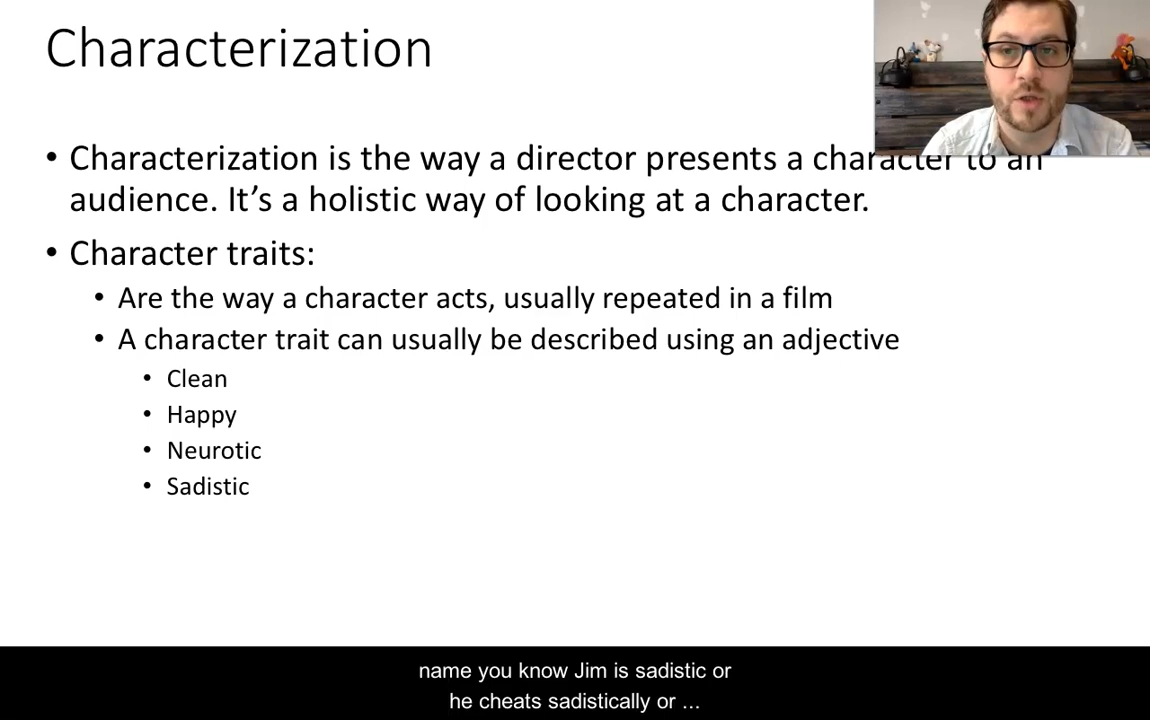 Characterization
• Characterization is the way a director presents a character to an
audience. It’s a holistic way of looking at a character.
• Character traits:
• Are the way a character acts, usually repeated in a film
• A character trait can usually be described using an adjective
• Clean
• Happy
• Neurotic
• Sadistic
name you know Jim is sadistic or
he cheats sadistically or ...